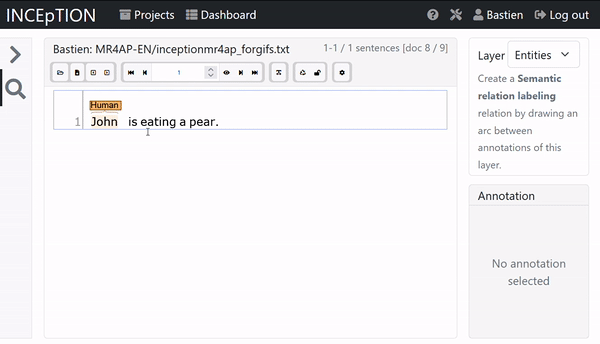 INCEpTION Projects Dashboard Bastien Log out
Bastien: MR4AP-EN/inceptionmr4ap_forgifs.txt 1-1 / 1 sentences [doc 8 / 9]
1
Human
1 John is eating a pear.
Layer Entities
Create a Semantic
relation labeling
relation by drawing an
arc between
annotations of this
layer.
Annotation
No annotation
selected